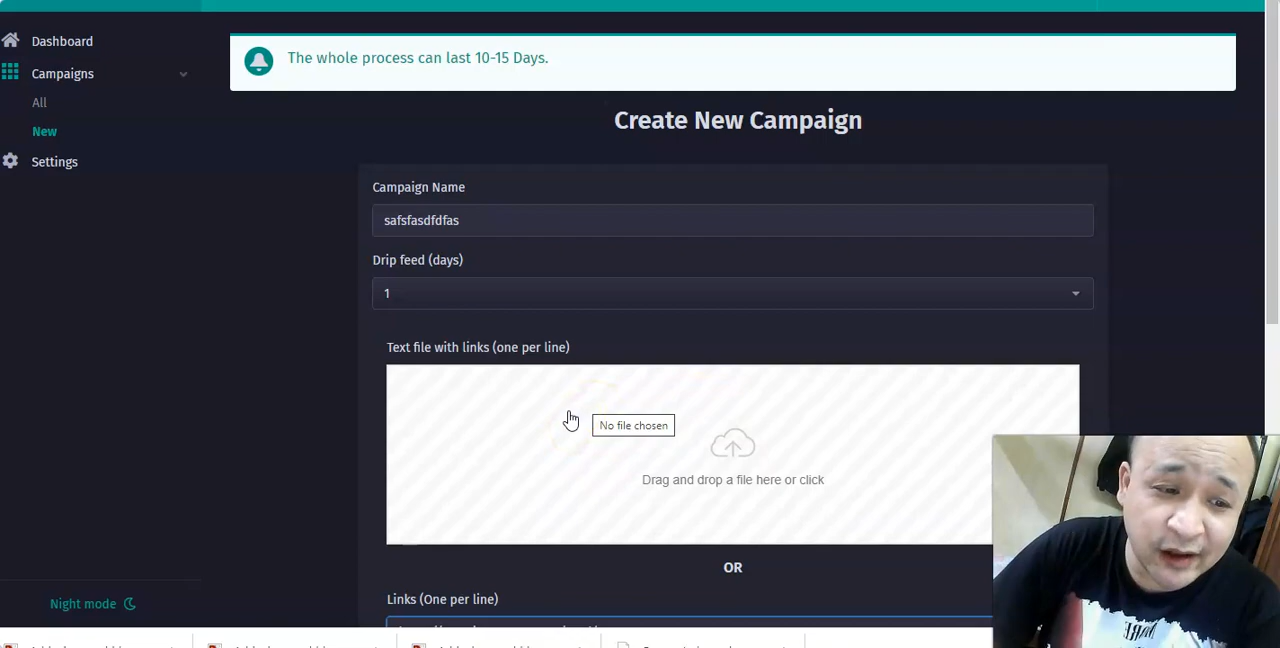 Dashboard
Campaigns
All
New
Settings
Night mode
The whole process can last 10-15 Days.
Create New Campaign
Campaign Name
safsfasdfdfas
Drip feed (days)
1
Text file with links (one per line)
No file chosen
Drag and drop a file here or click
OR
Links (One per line)